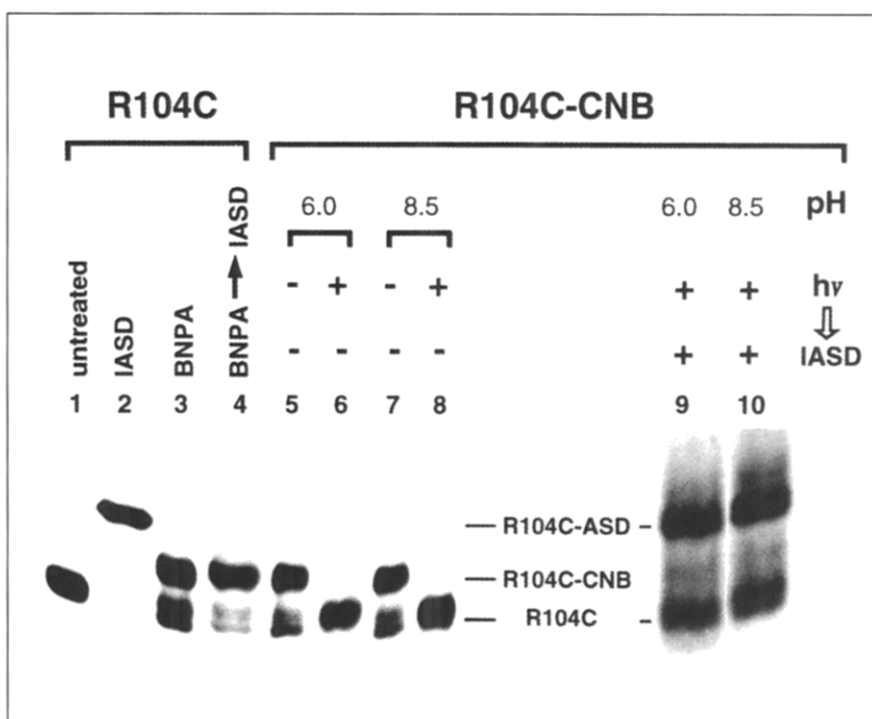 R104C
R104C-CNB
6.0
8.5
6.0
8.5
pH
untreated
IASD
BNPA
BNPA → IASD
- + - +
+ +
hν
- - - -
+ +
IASD
1 2 3 4 5 6 7 8 9 10
R104C-ASD
R104C-CNB
R104C